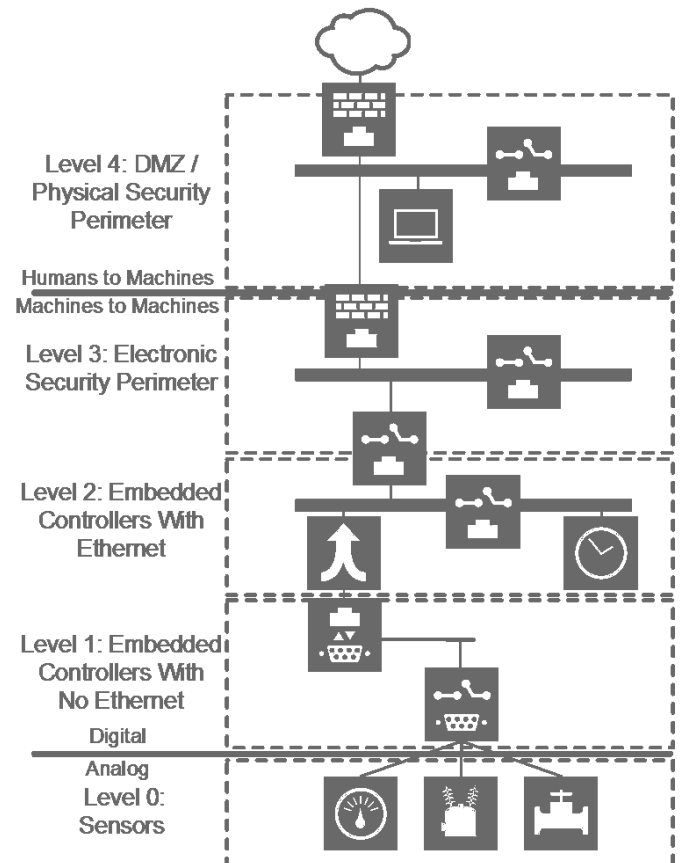 Level 4: DMZ /
Physical Security
Perimeter
Humans to Machines
Machines to Machines
Level 3: Electronic
Security Perimeter
Level 2: Embedded
Controllers With
Ethernet
Level 1: Embedded
Controllers With
No Ethernet
Digital
Analog
Level 0:
Sensors